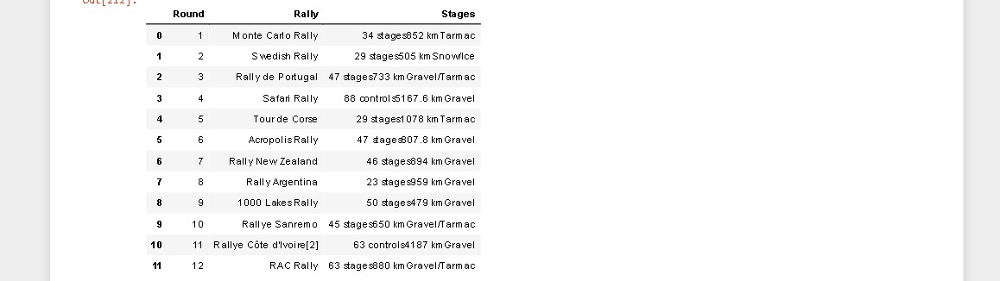 Out[212]:
Round Rally Stages
0 1 Monte Carlo Rally 34 stages852 kmTarmac
1 2 Swedish Rally 29 stages505 kmSnow/Ice
2 3 Rally de Portugal 47 stages733 kmGravel/Tarmac
3 4 Safari Rally 88 controls5167.6 kmGravel
4 5 Tour de Corse 29 stages1078 kmTarmac
5 6 Acropolis Rally 47 stages807.8 kmGravel
6 7 Rally New Zealand 46 stages894 kmGravel
7 8 Rally Argentina 23 stages959 kmGravel
8 9 1000 Lakes Rally 50 stages479 kmGravel
9 10 Rallye Sanremo 45 stages650 kmGravel/Tarmac
10 11 Rallye Côte d'Ivoire[2] 63 controls4187 kmGravel
11 12 RAC Rally 63 stages880 kmGravel/Tarmac